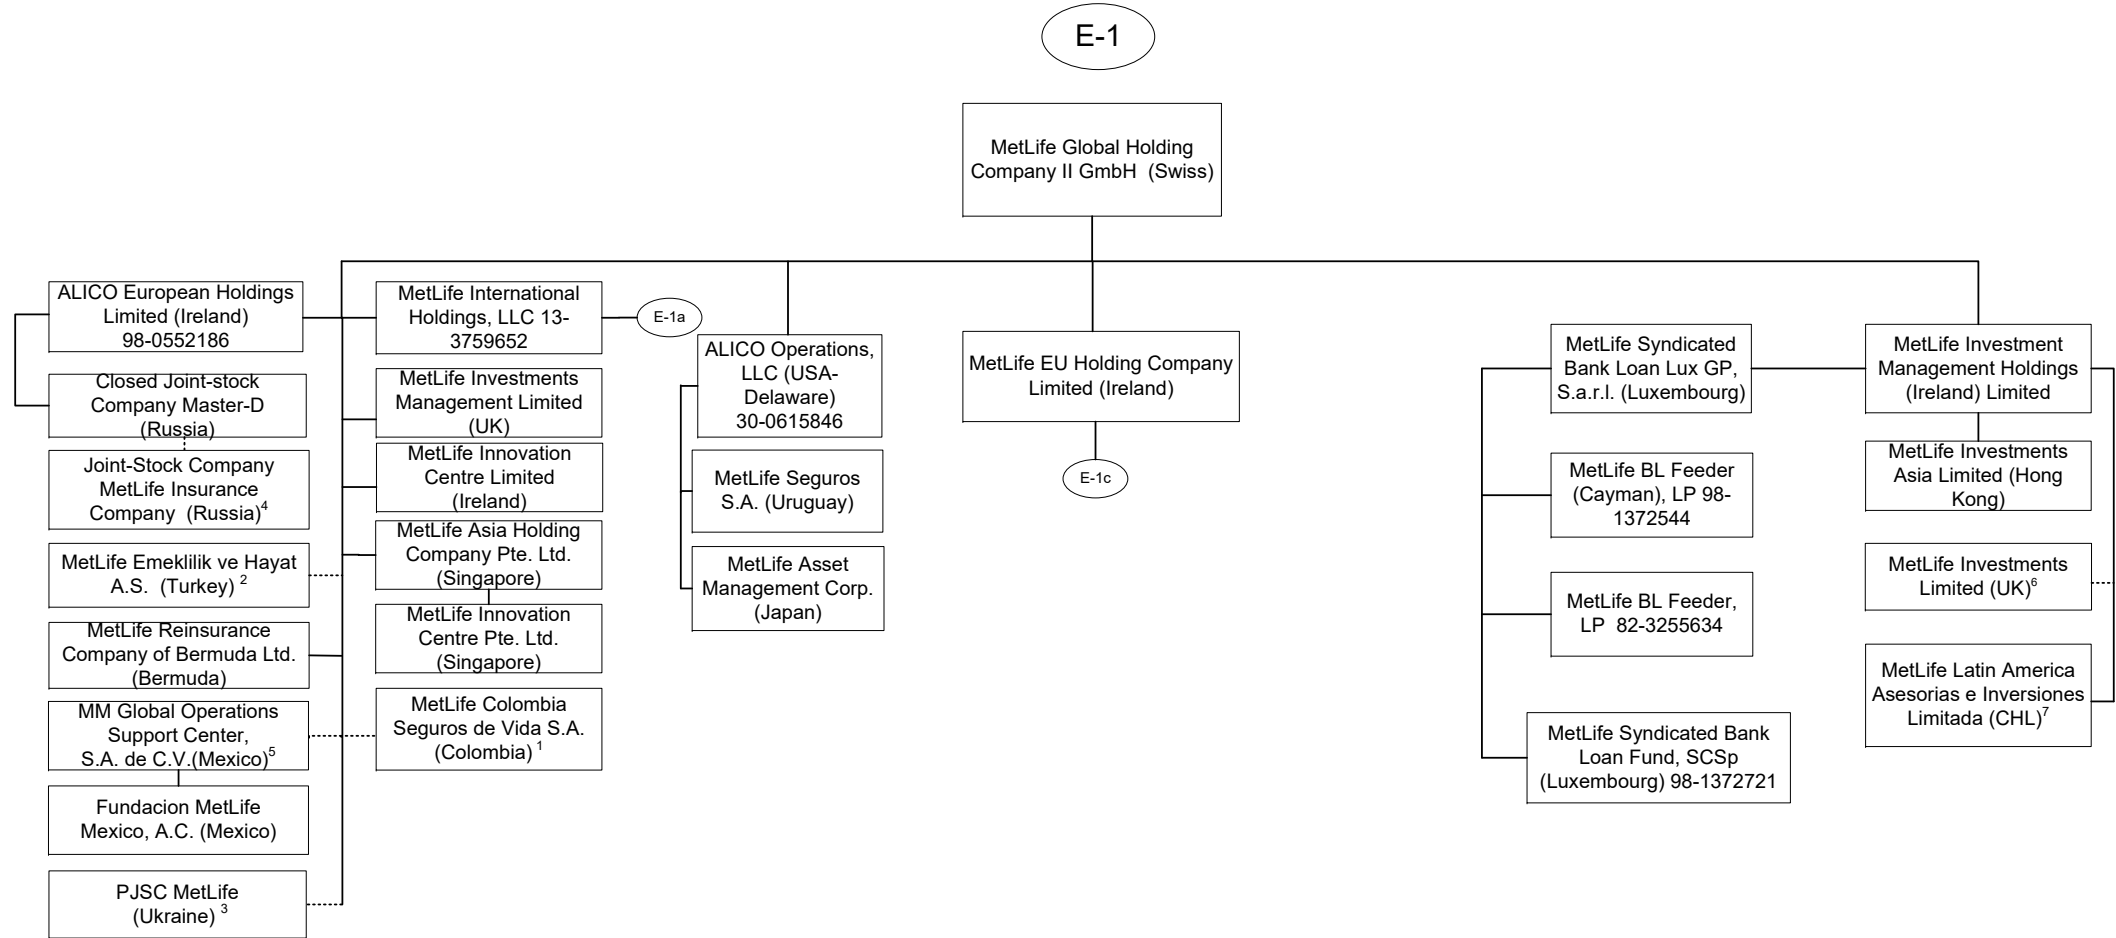 E-1
MetLife Global Holding
Company II GmbH (Swiss)
ALICO European Holdings
Limited (Ireland)
98-0552186
Closed Joint-stock
Company Master-D
(Russia)
Joint-Stock Company
MetLife Insurance
Company (Russia)4
MetLife Emeklilik ve Hayat
A.S. (Turkey) 2
MetLife Reinsurance
Company of Bermuda Ltd.
(Bermuda)
MM Global Operations
Support Center,
S.A. de C.V.(Mexico)5
Fundacion MetLife
Mexico, A.C. (Mexico)
PJSC MetLife
(Ukraine) 3
MetLife International
Holdings, LLC 13-
3759652
E-1a
MetLife Investments
Management Limited
(UK)
MetLife Innovation
Centre Limited
(Ireland)
MetLife Asia Holding
Company Pte. Ltd.
(Singapore)
MetLife Innovation
Centre Pte. Ltd.
(Singapore)
MetLife Colombia
Seguros de Vida S.A.
(Colombia) 1
ALICO Operations,
LLC (USA-
Delaware)
30-0615846
MetLife Seguros
S.A. (Uruguay)
MetLife Asset
Management Corp.
(Japan)
MetLife EU Holding Company
Limited (Ireland)
E-1c
MetLife Syndicated
Bank Loan Lux GP,
S.a.r.l. (Luxembourg)
MetLife BL Feeder
(Cayman), LP 98-
1372544
MetLife BL Feeder,
LP 82-3255634
MetLife Syndicated Bank
Loan Fund, SCSp
(Luxembourg) 98-1372721
MetLife Investment
Management Holdings
(Ireland) Limited
MetLife Investments
Asia Limited (Hong
Kong)
MetLife Investments
Limited (UK)6
MetLife Latin America
Asesorias e Inversiones
Limitada (CHL)7